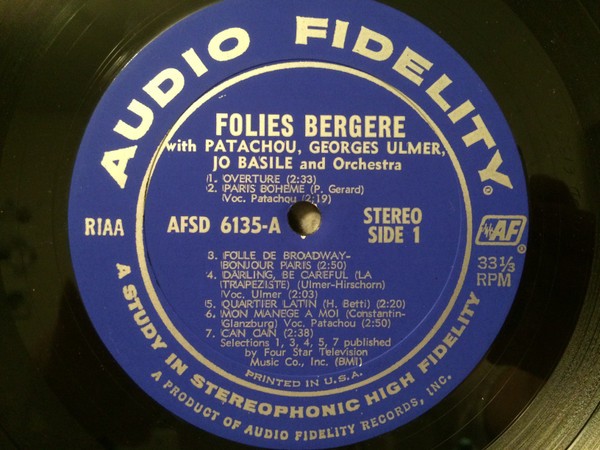 AUDIO FIDELITY®
FOLIES BERGERE
with PATACHOU, GEORGES ULMER,
JO BASILE and Orchestra
1. OVERTURE (2:33)
2. PARIS BOHEME (P. Gerard)
Voc. Patachou (2:19)
RIAA
AFSD 6135-A
STEREO
SIDE 1
AF®
33⅓
RPM
3. FOLLE DE BROADWAY-
BONJOUR PARIS (2:50)
4. DARLING, BE CAREFUL (LA
TRAPEZISTE) (Ulmer-Hirschorn)
Voc. Ulmer (2:03)
5. QUARTIER LATIN (H. Betti) (2:20)
6. MON MANEGE A MOI (Constantin-
Glanzburg) Voc. Patachou (2:50)
7. CAN CAN (2:38)
Selections 1, 3, 4, 5, 7 published
by Four Star Television
Music Co., Inc. (BMI)
PRINTED IN U.S.A.
A STUDY IN STEREOPHONIC HIGH FIDELITY
A PRODUCT OF AUDIO FIDELITY RECORDS, INC.